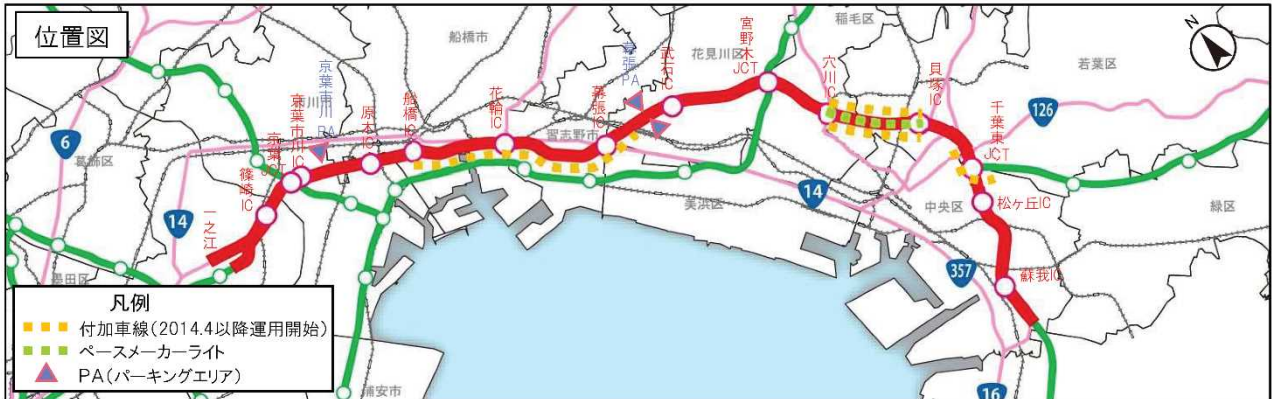 位置図
船橋市
花見川区
稲毛区
若葉区
習志野市
美浜区
中央区
緑区
葛飾区
墨田区
浦安市
市川
一之江
篠崎IC
京葉JCT
京葉市川IC
京葉市川PA
原木IC
船橋IC
花輪IC
幕張IC
幕張PA
武石IC
宮野木JCT
穴川IC
貝塚IC
千葉東JCT
松ヶ丘IC
蘇我IC
6
14
14
126
357
16
N
凡例
付加車線(2014.4以降運用開始)
ペースメーカーライト
PA(パーキングエリア)